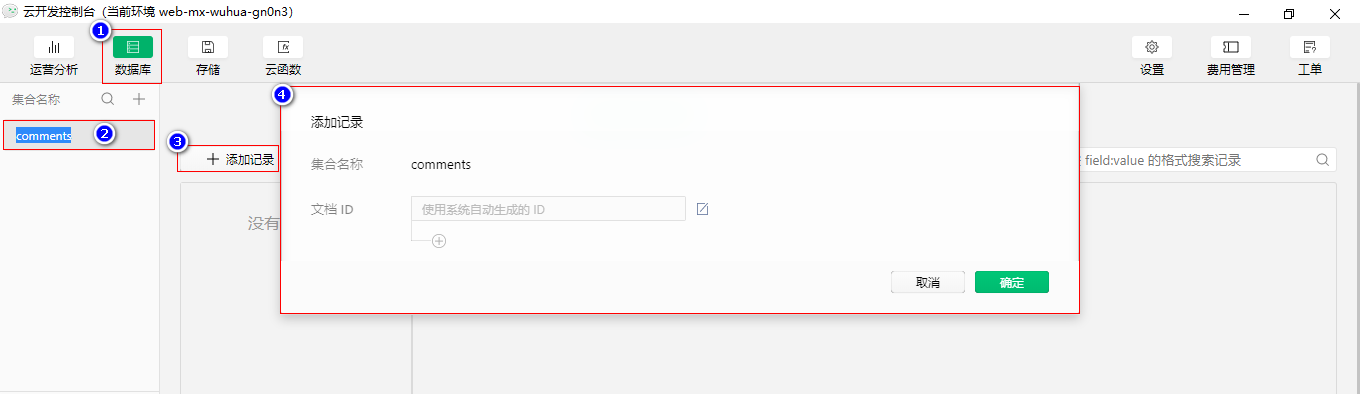 云开发控制台（当前环境 web-mx-wuhua-gn0n3）
1
运营分析
数据库
存储
云函数
设置
费用管理
工单
集合名称
comments
2
3
添加记录
field:value 的格式搜索记录
没有
4
添加记录
集合名称
comments
文档 ID
使用系统自动生成的 ID
取消
确定